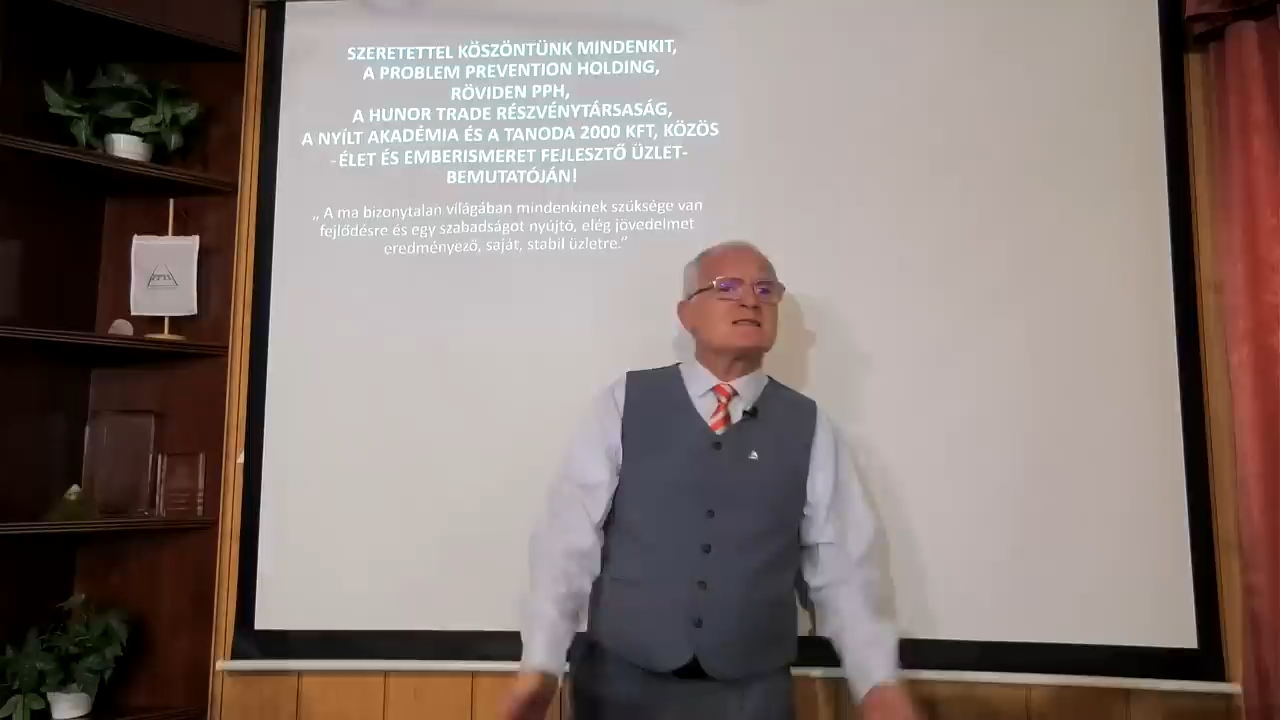 SZERETETTEL KÖSZÖNTÜNK MINDENKIT,
A PROBLEM PREVENTION HOLDING,
RÖVIDEN PPH,
A HUNOR TRADE RÉSZVÉNYTÁRSASÁG,
A NYÍLT AKADÉMIA ÉS A TANODA 2000 KFT, KÖZÖS
-ÉLET ÉS EMBERISMERET FEJLESZTŐ ÜZLET-
BEMUTATÓJÁN!
„ A ma bizonytalan világában mindenkinek szüksége van
fejlődésre és egy szabadságot nyújtó, elég jövedelmet
eredményező, saját, stabil üzletre.”